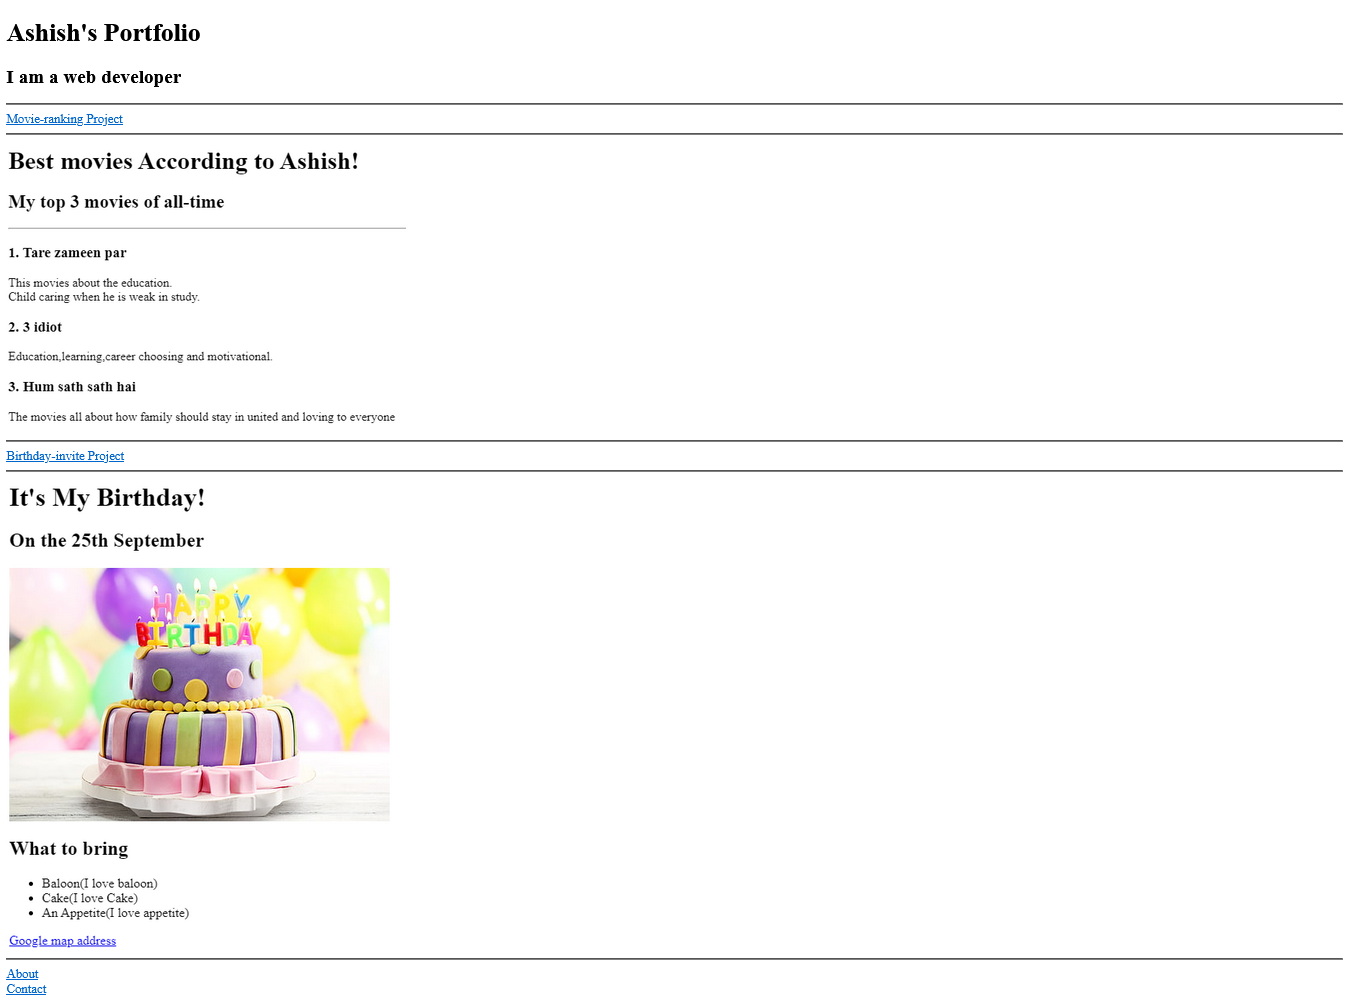 Ashish's Portfolio
I am a web developer
Movie-ranking Project
Best movies According to Ashish!
My top 3 movies of all-time
1. Tare zameen par
This movies about the education.
Child caring when he is weak in study.
2. 3 idiot
Education,learning,career choosing and motivational.
3. Hum sath sath hai
The movies all about how family should stay in united and loving to everyone
Birthday-invite Project
It's My Birthday!
On the 25th September
HAPPY
BIRTHDAY
What to bring
Baloon(I love baloon)
Cake(I love Cake)
An Appetite(I love appetite)
Google map address
About
Contact